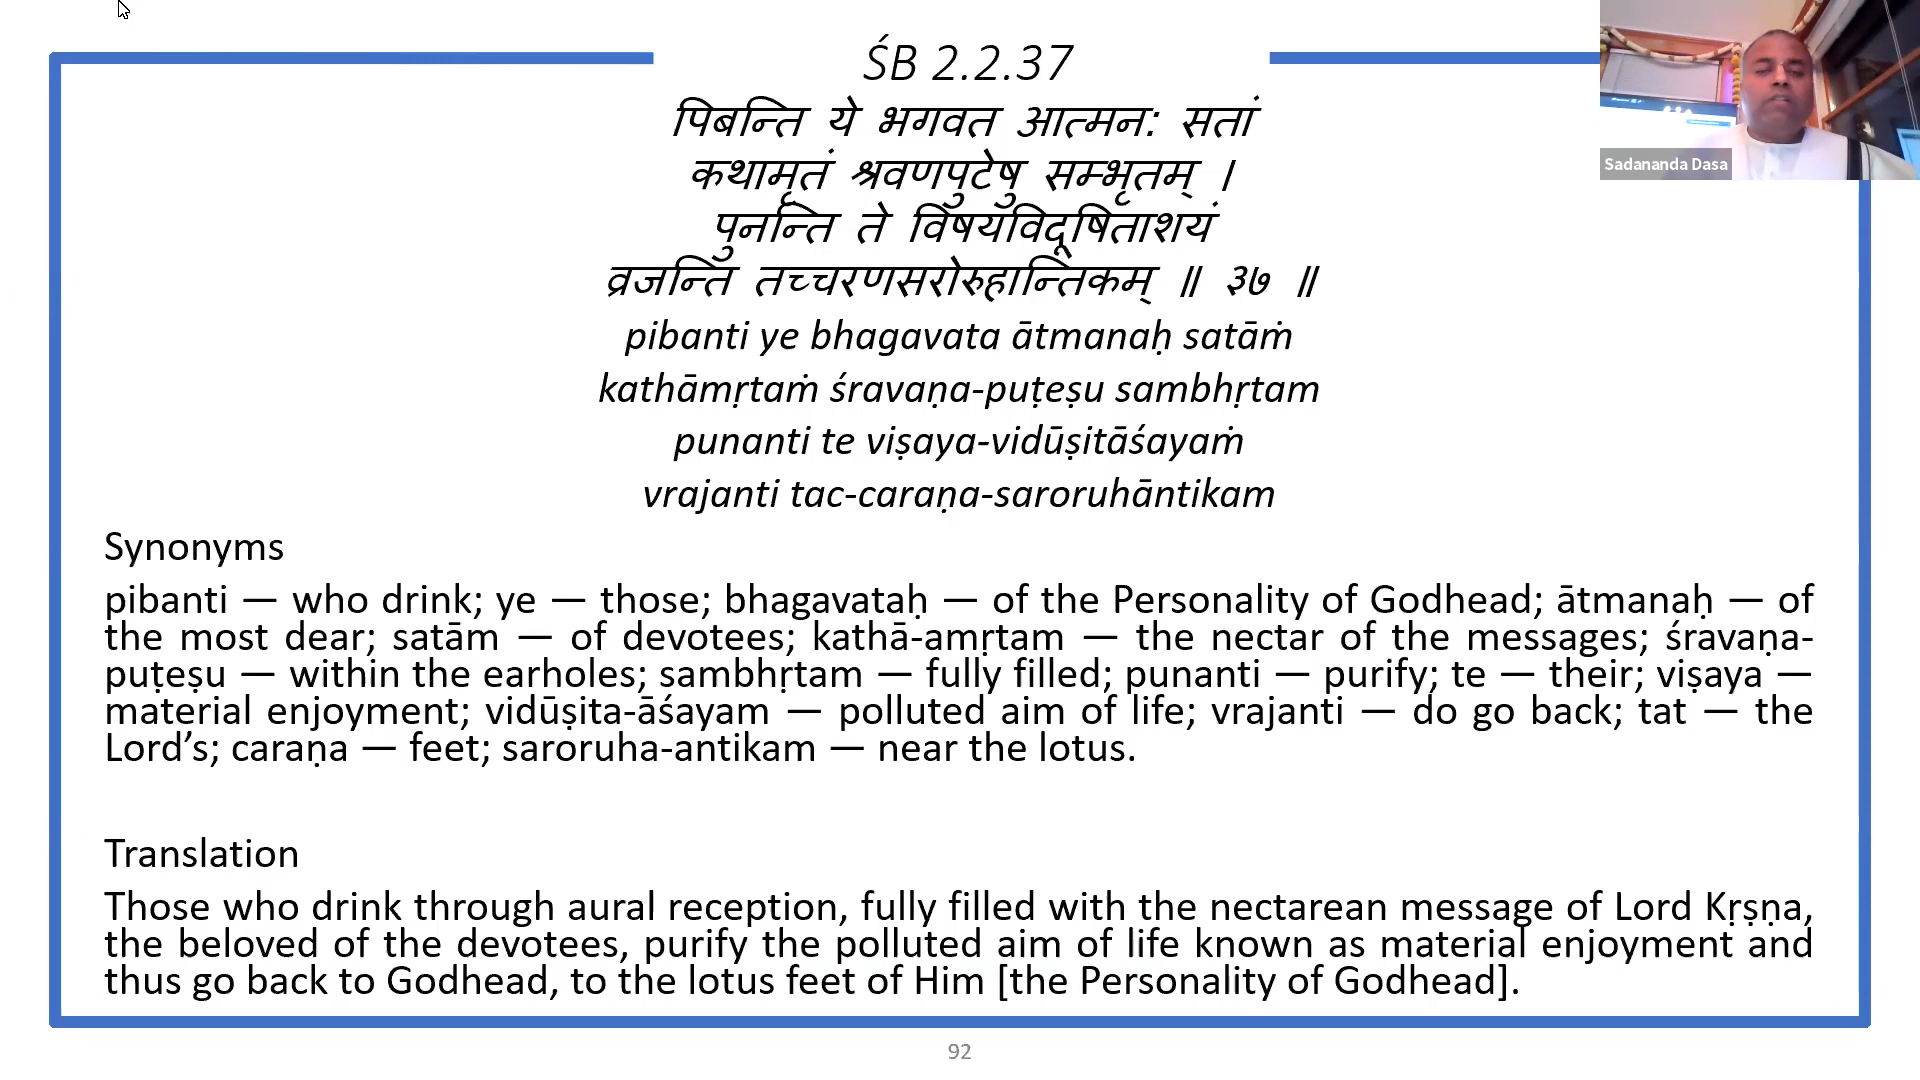 ŚB 2.2.37
पिबन्ति ये भगवत आत्मन: सतां
कथामृतं श्रवणपुटेषु सम्भृतम् ।
पुनन्ति ते विषयविदूषिताशयं
व्रजन्ति तच्चरणसरोरुहान्तिकम् ॥ ३७ ॥
pibanti ye bhagavata ātmanaḥ satāṁ
kathāmṛtaṁ śravaṇa-puṭeṣu sambhṛtam
punanti te viṣaya-vidūṣitāśayaṁ
vrajanti tac-caraṇa-saroruhāntikam
Synonyms
pibanti — who drink; ye — those; bhagavataḥ — of the Personality of Godhead; ātmanaḥ — of
the most dear; satām — of devotees; kathā-amṛtam — the nectar of the messages; śravaṇa-
puṭeṣu — within the earholes; sambhṛtam — fully filled; punanti — purify; te — their; viṣaya —
material enjoyment; vidūṣita-āśayam — polluted aim of life; vrajanti — do go back; tat — the
Lord’s; caraṇa — feet; saroruha-antikam — near the lotus.
Translation
Those who drink through aural reception, fully filled with the nectarean message of Lord Kṛṣṇa,
the beloved of the devotees, purify the polluted aim of life known as material enjoyment and
thus go back to Godhead, to the lotus feet of Him [the Personality of Godhead].
92
Sadananda Dasa